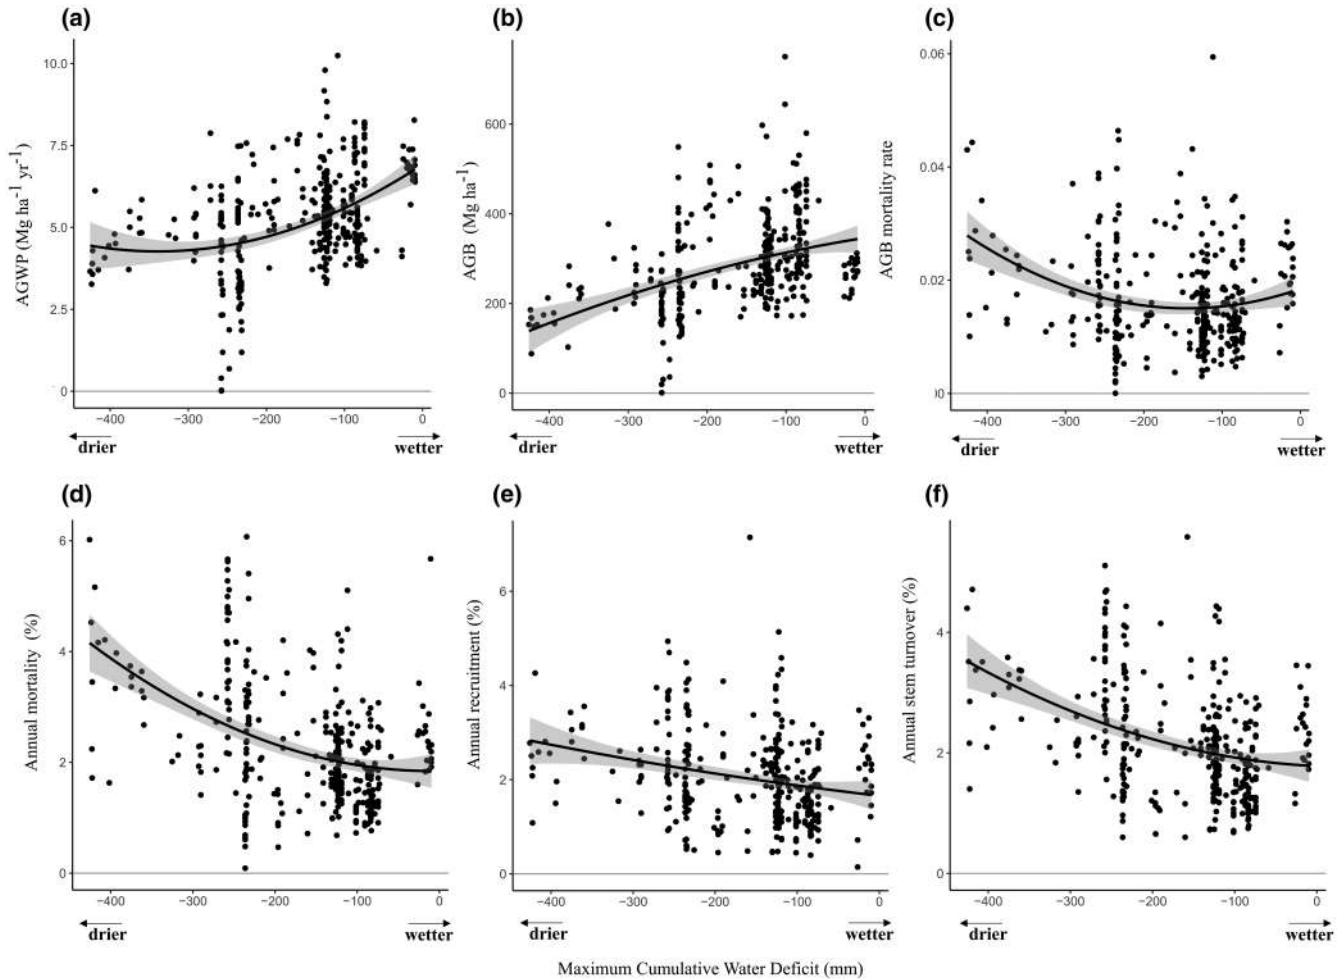 (a)
(b)
(c)
10.0
7.5
5.0
2.5
0
AGWP (Mg ha⁻¹ yr⁻¹)
−400
−300
−200
−100
0
drier
wetter
600
400
200
0
AGB (Mg ha⁻¹)
−400
−300
−200
−100
0
drier
wetter
0.06
0.04
0.02
00
AGB mortality rate
−400
−300
−200
−100
0
drier
wetter
(d)
(e)
(f)
6
4
2
0
Annual mortality (%)
−400
−300
−200
−100
0
drier
wetter
6
4
2
0
Annual recruitment (%)
−400
−300
−200
−100
0
drier
wetter
4
2
0
Annual stem turnover (%)
−400
−300
−200
−100
0
drier
wetter
Maximum Cumulative Water Deficit (mm)